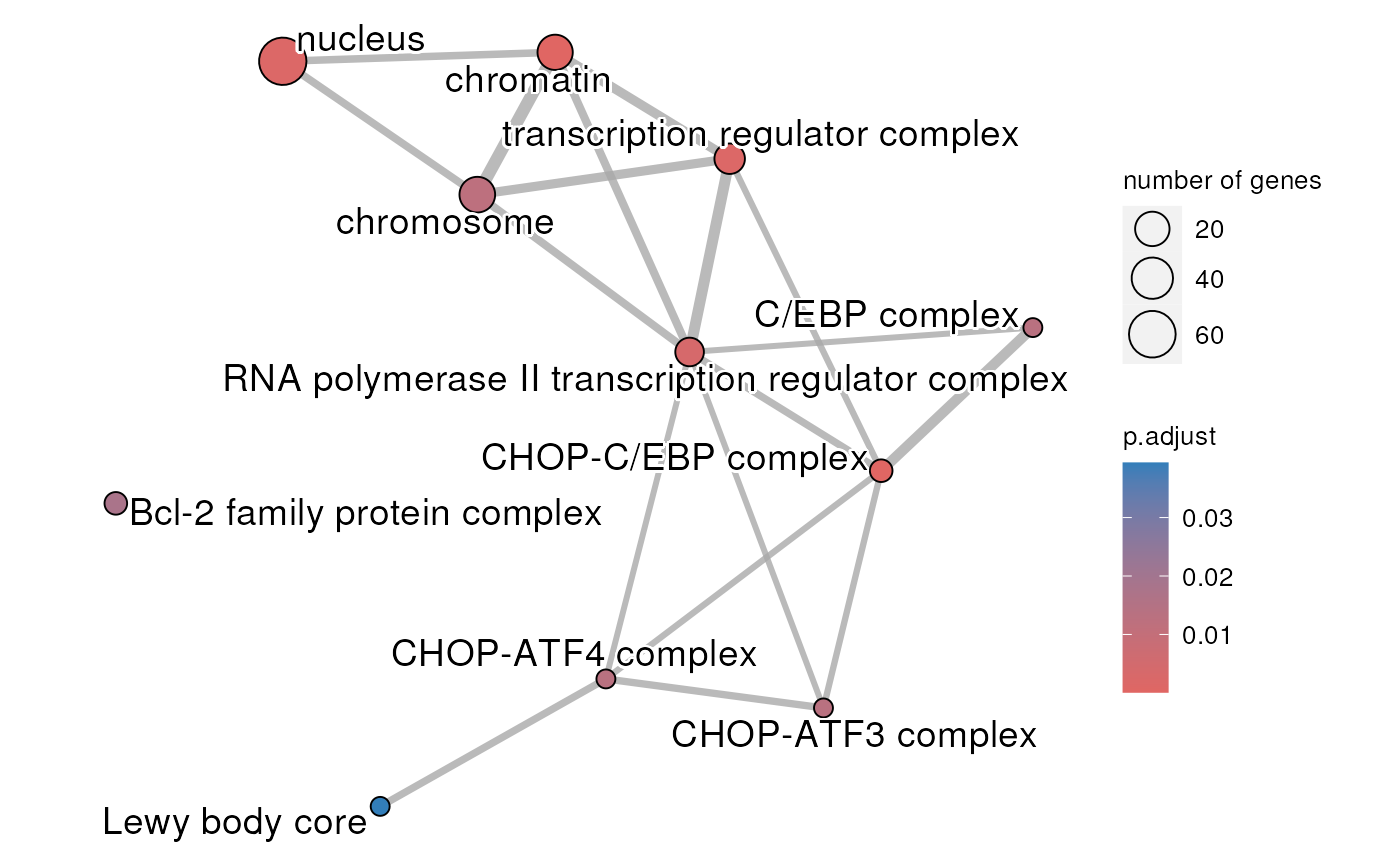 nucleus
chromatin
transcription regulator complex
chromosome
C/EBP complex
RNA polymerase II transcription regulator complex
CHOP-C/EBP complex
Bcl-2 family protein complex
CHOP-ATF4 complex
CHOP-ATF3 complex
Lewy body core
number of genes
20
40
60
p.adjust
0.03
0.02
0.01